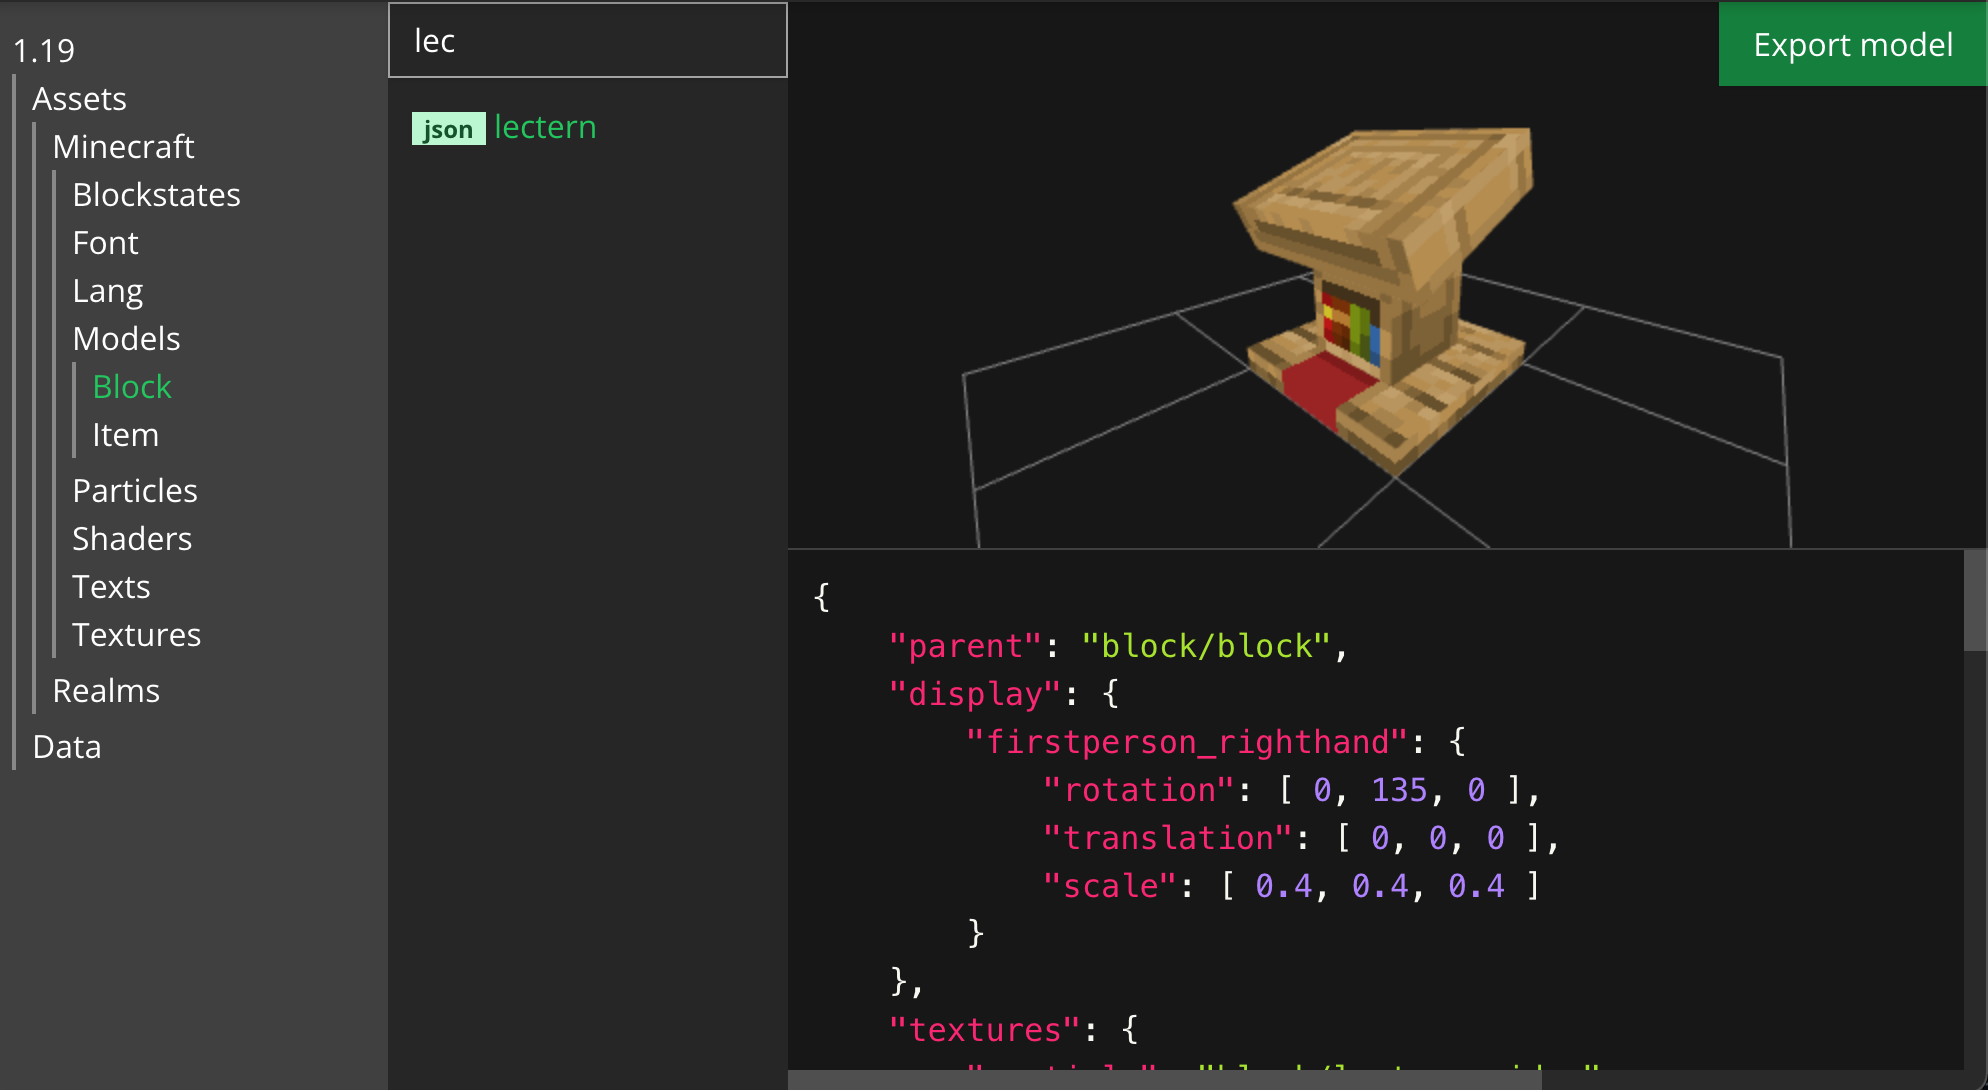 1.19
Assets
Minecraft
Blockstates
Font
Lang
Models
Block
Item
Particles
Shaders
Texts
Textures
Realms
Data
lec
json lectern
Export model
{
"parent": "block/block",
"display": {
"firstperson_righthand": {
"rotation": [ 0, 135, 0 ],
"translation": [ 0, 0, 0 ],
"scale": [ 0.4, 0.4, 0.4 ]
}
},
"textures": {